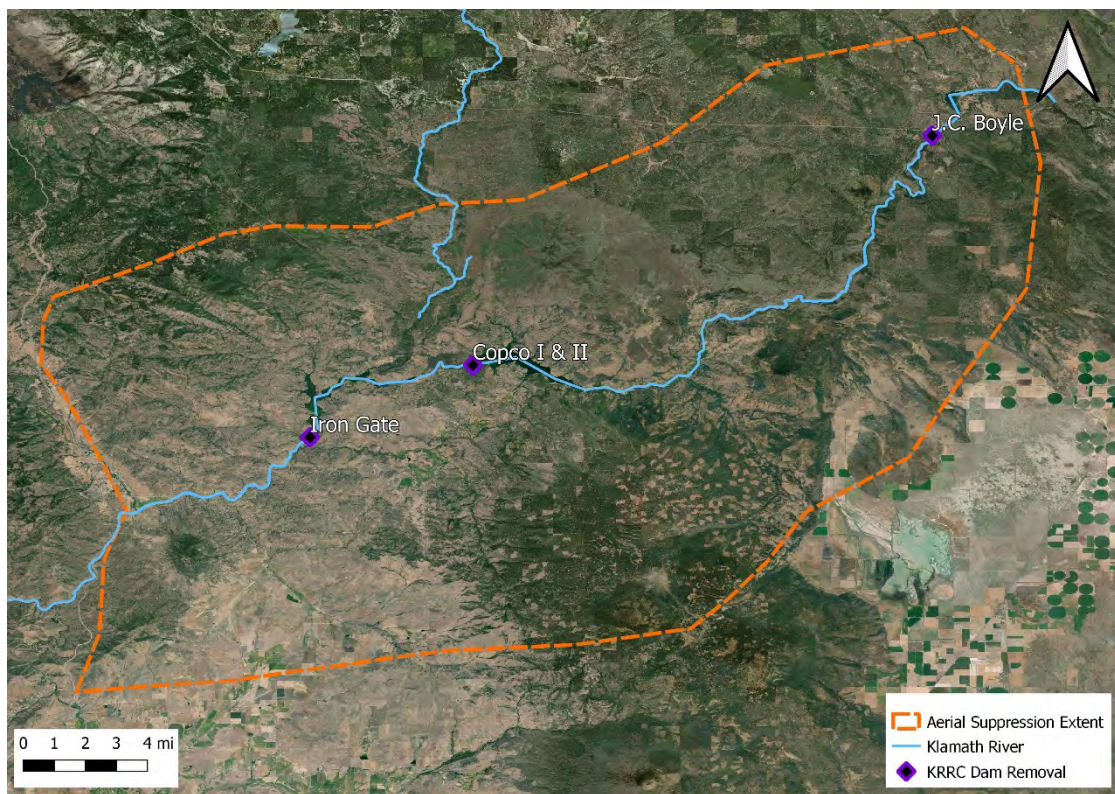 J.C. Boyle
Copco I & II
Iron Gate
0 1 2 3 4 mi
Aerial Suppression Extent
Klamath River
KRRC Dam Removal